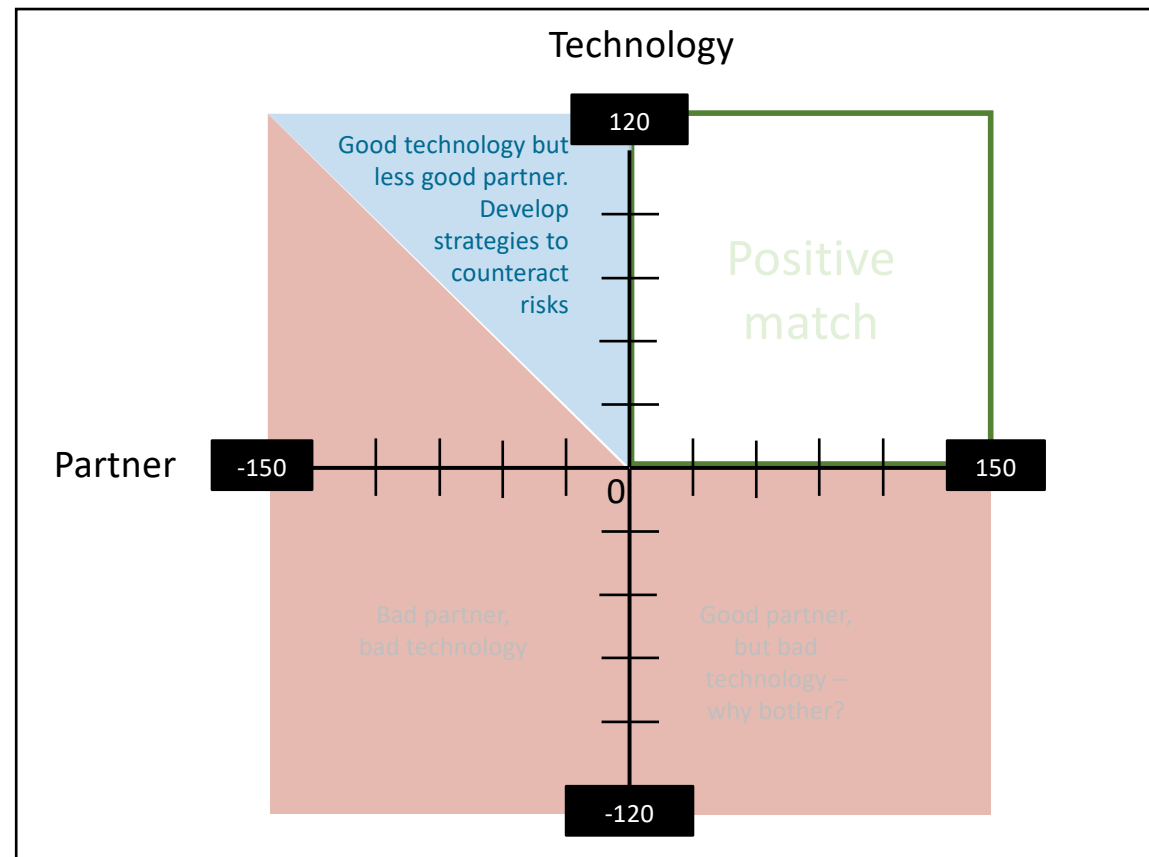 Technology
120
Good technology but
less good partner.
Develop
strategies to
counteract
risks
Positive
match
Partner
-150
150
0
Bad partner,
bad technology
Good partner,
but bad
technology –
why bother?
-120